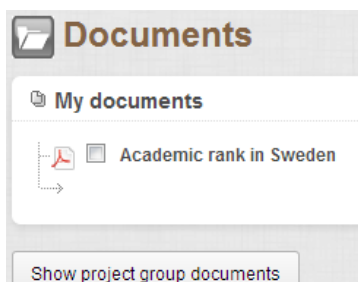 Documents
My documents
Academic rank in Sweden
Show project group documents